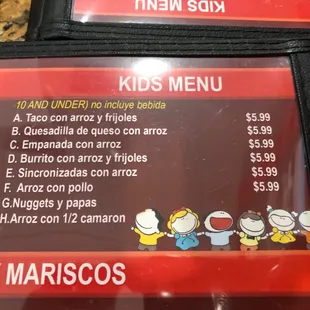 KIDS MENU
KIDS MENU
10 AND UNDER) no incluye bebida
A. Taco con arroz y frijoles $5.99
B. Quesadilla de queso con arroz $5.99
C. Empanada con arroz $5.99
D. Burrito con arroz y frijoles $5.99
E. Sincronizadas con arroz $5.99
F. Arroz con pollo $5.99
G.Nuggets y papas
H.Arroz con 1/2 camaron
Y MARISCOS